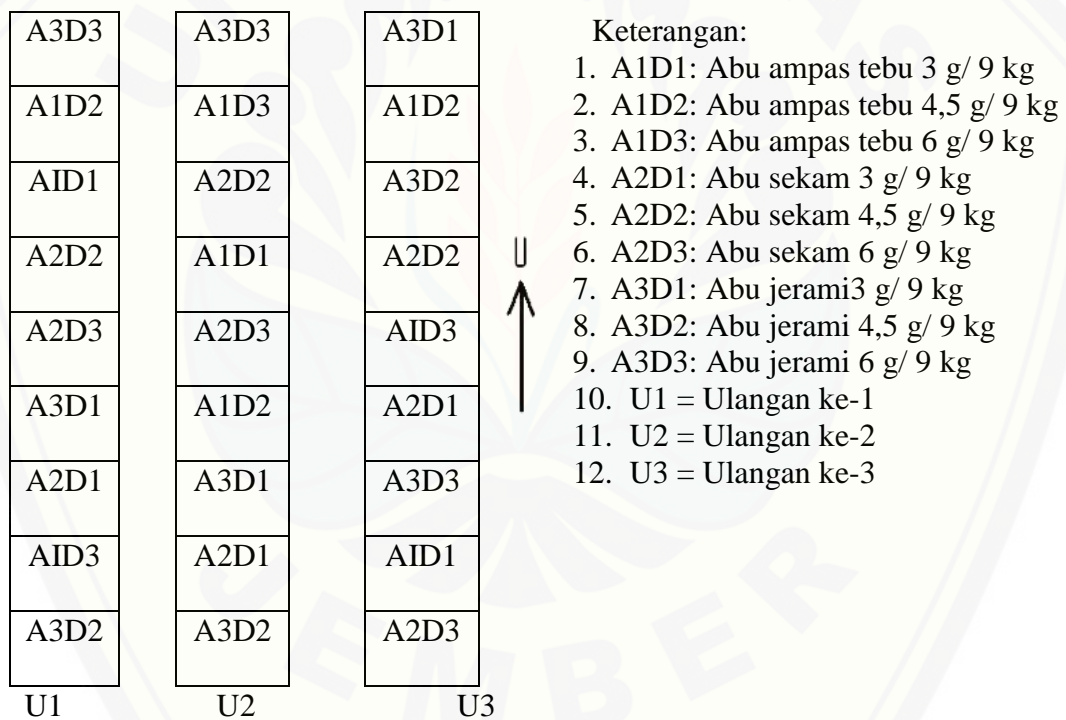 A3D3 A3D3 A3D1
A1D2 A1D3 A1D2
AID1 A2D2 A3D2
A2D2 A1D1 A2D2
A2D3 A2D3 AID3
A3D1 A1D2 A2D1
A2D1 A3D1 A3D3
AID3 A2D1 AID1
A3D2 A3D2 A2D3
U1 U2 U3
U
Keterangan:
1. A1D1: Abu ampas tebu 3 g/ 9 kg
2. A1D2: Abu ampas tebu 4,5 g/ 9 kg
3. A1D3: Abu ampas tebu 6 g/ 9 kg
4. A2D1: Abu sekam 3 g/ 9 kg
5. A2D2: Abu sekam 4,5 g/ 9 kg
6. A2D3: Abu sekam 6 g/ 9 kg
7. A3D1: Abu jerami3 g/ 9 kg
8. A3D2: Abu jerami 4,5 g/ 9 kg
9. A3D3: Abu jerami 6 g/ 9 kg
10. U1 = Ulangan ke-1
11. U2 = Ulangan ke-2
12. U3 = Ulangan ke-3